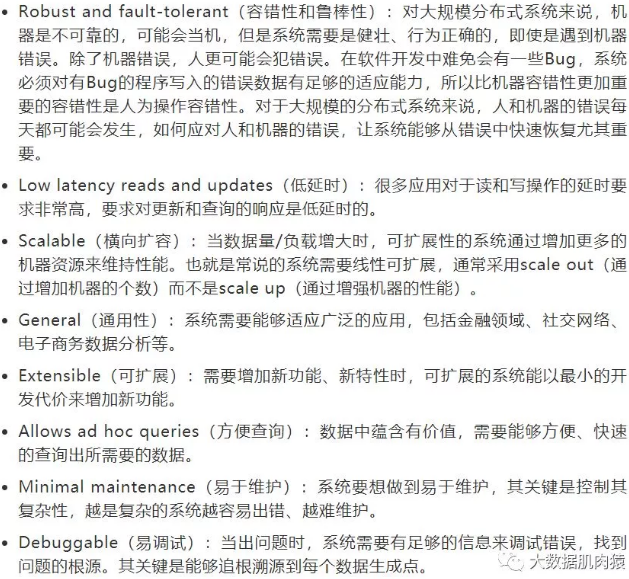 • Robust and fault-tolerant（容错性和鲁棒性）：对大规模分布式系统来说，机
器是不可靠的，可能会当机，但是系统需要是健壮、行为正确的，即使是遇到机器
错误。除了机器错误，人更可能会犯错误。在软件开发中难免会有一些Bug，系统
必须对有Bug的程序写入的错误数据有足够的适应能力，所以比机器容错性更加重
要的容错性是人为操作容错性。对于大规模的分布式系统来说，人和机器的错误每
天都可能会发生，如何应对人和机器的错误，让系统能够从错误中快速恢复尤其重
要。
• Low latency reads and updates（低延时）：很多应用对于读和写操作的延时要
求非常高，要求对更新和查询的响应是低延时的。
• Scalable（横向扩容）：当数据量/负载增大时，可扩展性的系统通过增加更多的
机器资源来维持性能。也就是常说的系统需要线性可扩展，通常采用scale out（通
过增加机器的个数）而不是scale up（通过增强机器的性能）。
• General（通用性）：系统需要能够适应广泛的应用，包括金融领域、社交网络、
电子商务数据分析等。
• Extensible（可扩展）：需要增加新功能、新特性时，可扩展的系统能以最小的开
发代价来增加新功能。
• Allows ad hoc queries（方便查询）：数据中蕴含有价值，需要能够方便、快速
的查询出所需要的数据。
• Minimal maintenance（易于维护）：系统要想做到易于维护，其关键是控制其
复杂性，越是复杂的系统越容易出错、越难维护。
• Debuggable（易调试）：当出问题时，系统需要有足够的信息来调试错误，找到
问题的根源。其关键是能够追根溯源到每个数据生成点。
大数据肌肉猿